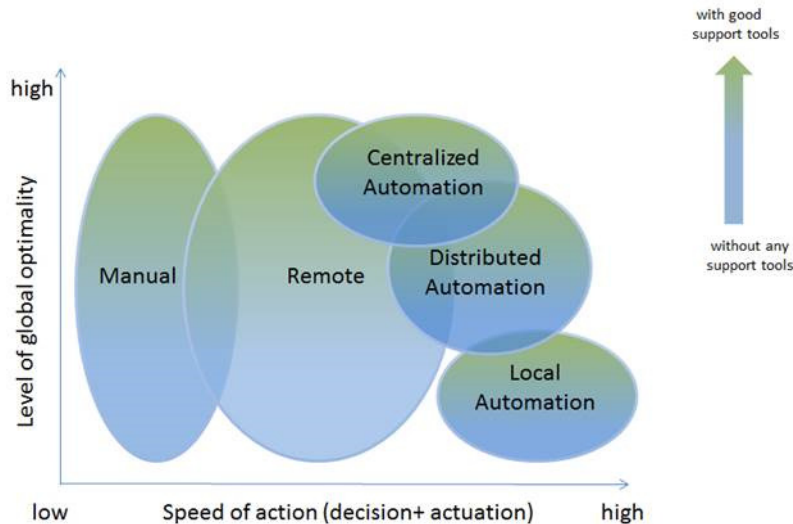 with good
support tools
high
Centralized
Automation
Manual
Remote
Distributed
Automation
without any
support tools
Level of global optimality
Local
Automation
low
Speed of action (decision+ actuation)
high